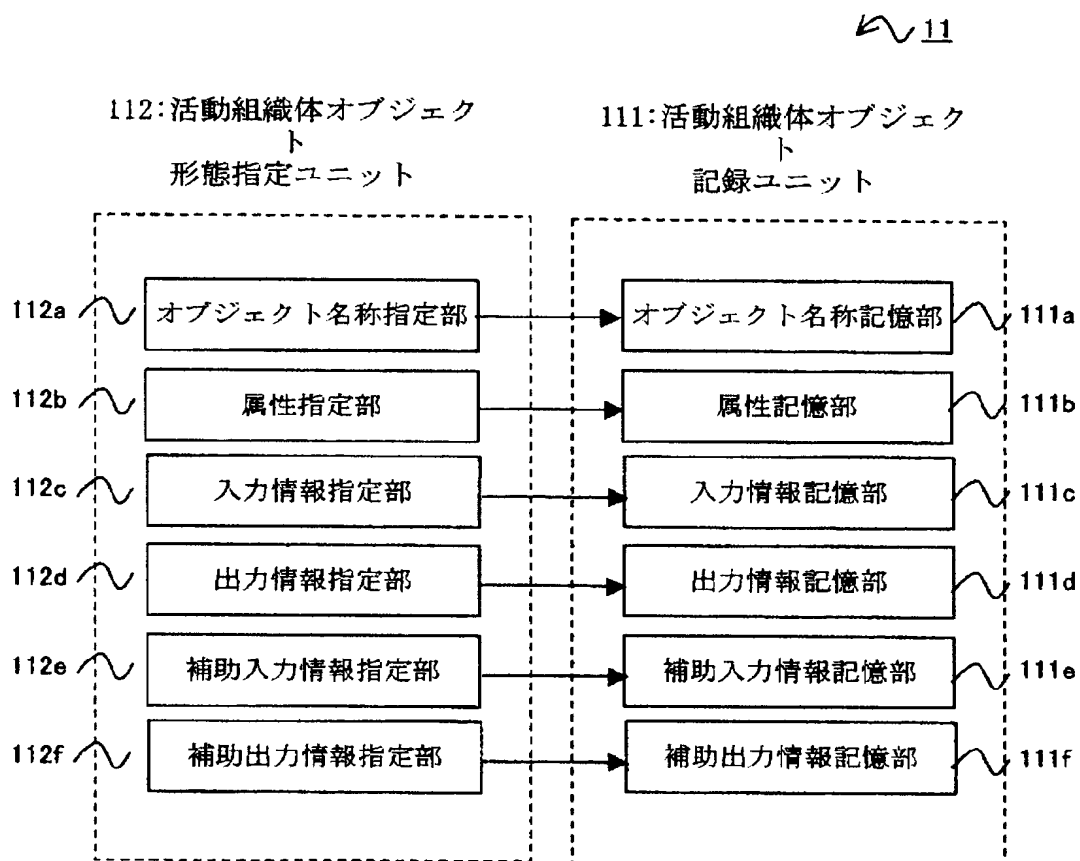 11
112:活動組織体オブジェク
ト
形態指定ユニット
111:活動組織体オブジェク
ト
記録ユニット
112a オブジェクト名称指定部 オブジェクト名称記憶部 111a
112b 属性指定部 属性記憶部 111b
112c 入力情報指定部 入力情報記憶部 111c
112d 出力情報指定部 出力情報記憶部 111d
112e 補助入力情報指定部 補助入力情報記憶部 111e
112f 補助出力情報指定部 補助出力情報記憶部 111f